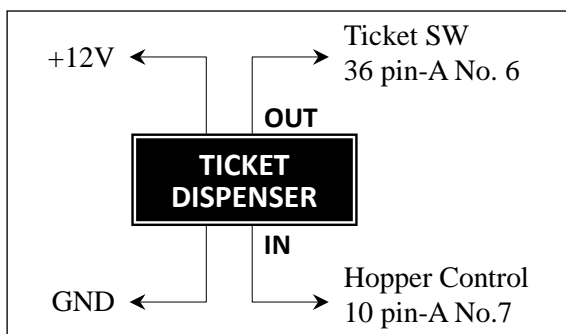 +12V
Ticket SW
36 pin-A No. 6
OUT
TICKET
DISPENSER
IN
GND
Hopper Control
10 pin-A No.7